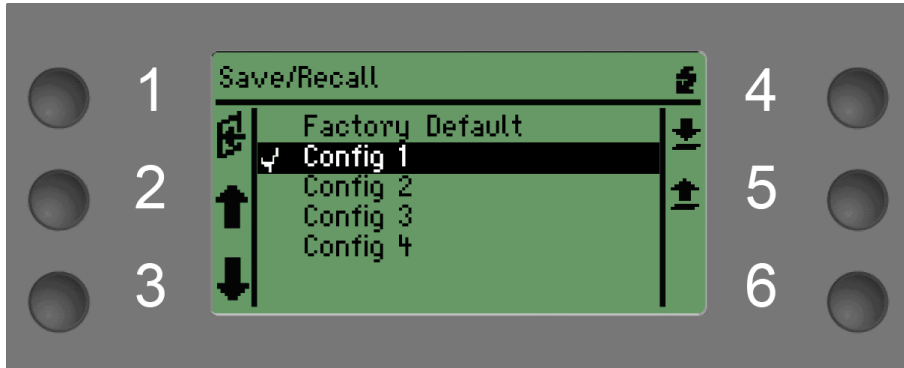 Save/Recall
1
2
3
Factory Default
Config 1
Config 2
Config 3
Config 4
4
5
6